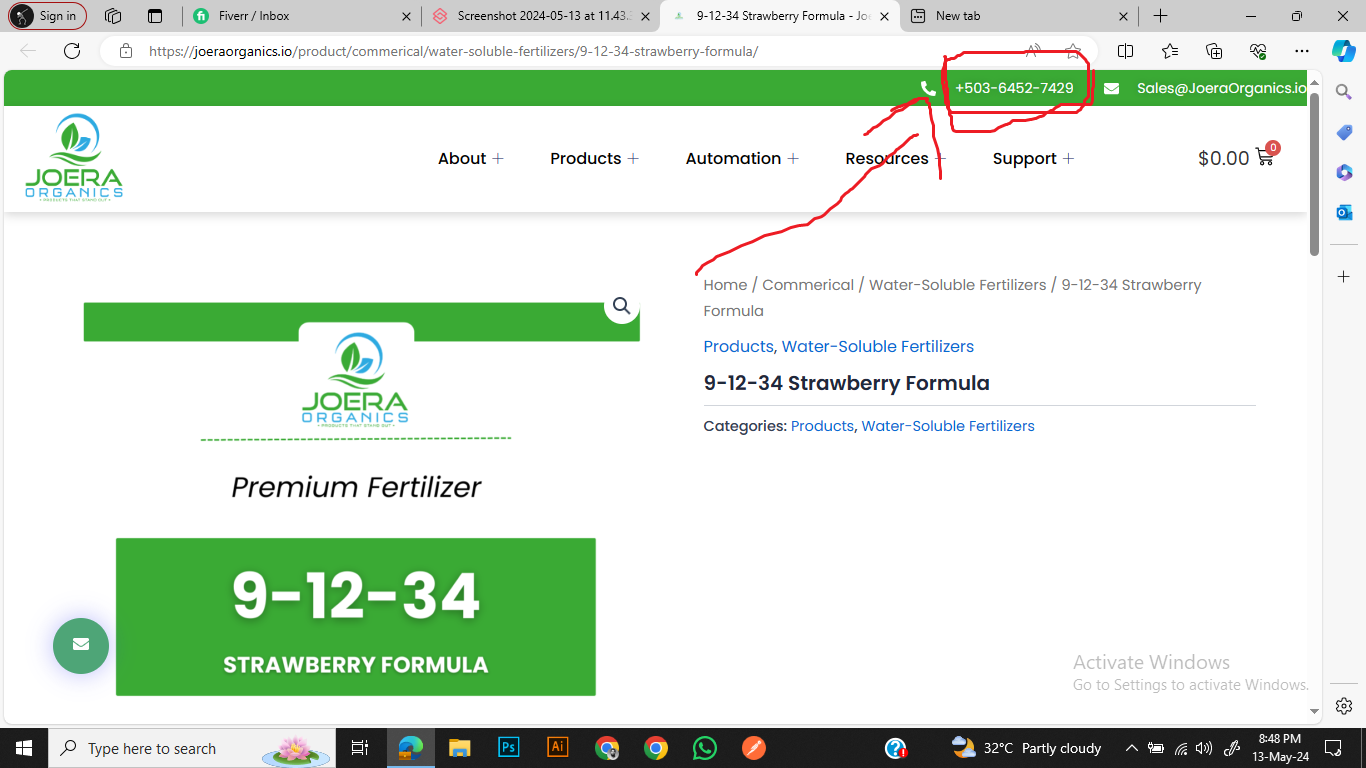 Sign in
Fiverr / Inbox
Screenshot 2024-05-13 at 11.43.
9-12-34 Strawberry Formula - Joe
New tab
https://joeraorganics.io/product/commerical/water-soluble-fertilizers/9-12-34-strawberry-formula/
+503-6452-7429
Sales@JoeraOrganics.io
JOERA
ORGANICS
• PRODUCTS THAT STAND OUT •
About +
Products +
Automation +
Resources +
Support +
$0.00
0
Home / Commerical / Water-Soluble Fertilizers / 9-12-34 Strawberry
Formula
Products, Water-Soluble Fertilizers
9-12-34 Strawberry Formula
Categories: Products, Water-Soluble Fertilizers
JOERA
ORGANICS
• PRODUCTS THAT STAND OUT •
Premium Fertilizer
9-12-34
STRAWBERRY FORMULA
Activate Windows
Go to Settings to activate Windows.
Type here to search
Ps
Ai
32°C Partly cloudy
8:48 PM
13-May-24